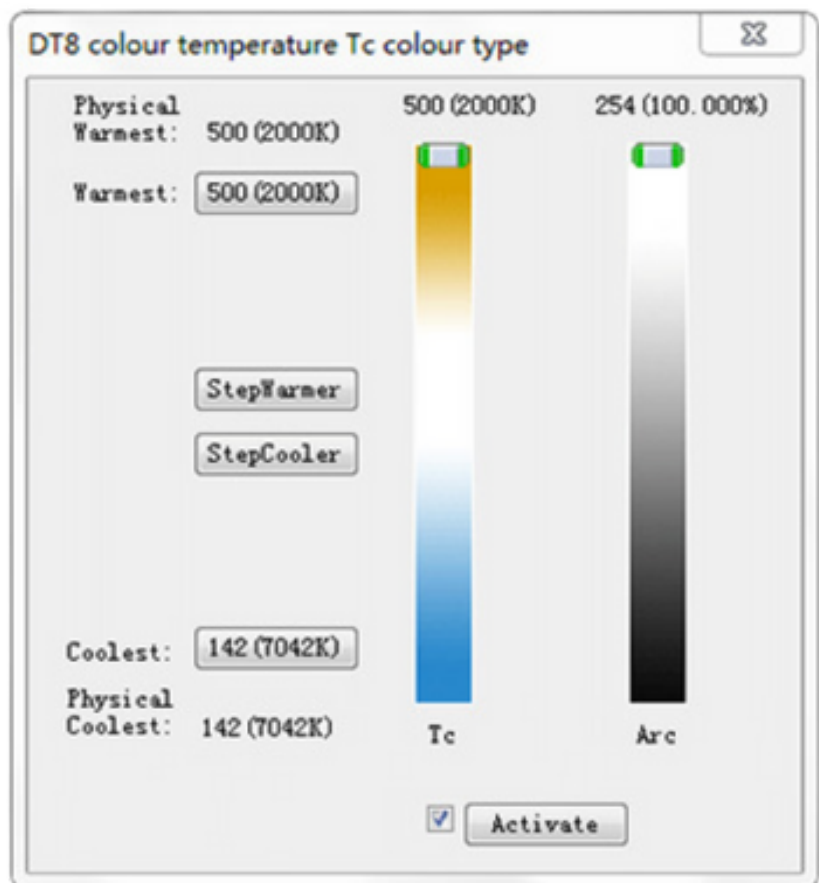 DT8 colour temperature Tc colour type
Physical
Warmest: 500 (2000K)
500 (2000K)
254 (100.000%)
Warmest: 500 (2000K)
StepWarmer
StepCooler
Coolest: 142 (7042K)
Physical
Coolest: 142 (7042K)
Tc
Arc
Activate